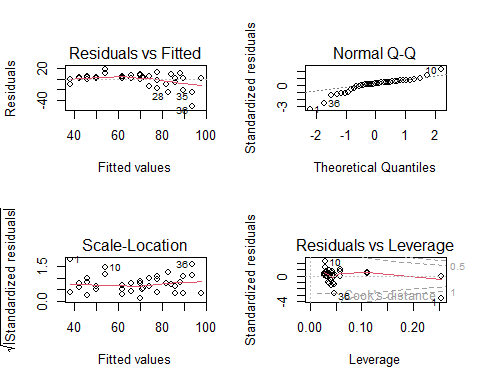 Residuals vs Fitted
Residuals
20
-40
28
35
36
40 60 80 100
Fitted values
Normal Q-Q
Standardized residuals
0
-3
10
36
1
-2 -1 0 1 2
Theoretical Quantiles
Scale-Location
√|Standardized residuals|
1.5
0.0
1
10
36
40 60 80 100
Fitted values
Residuals vs Leverage
Standardized residuals
0
-4
10
36
1
Cook's distance
0.5
1
0.00 0.10 0.20
Leverage